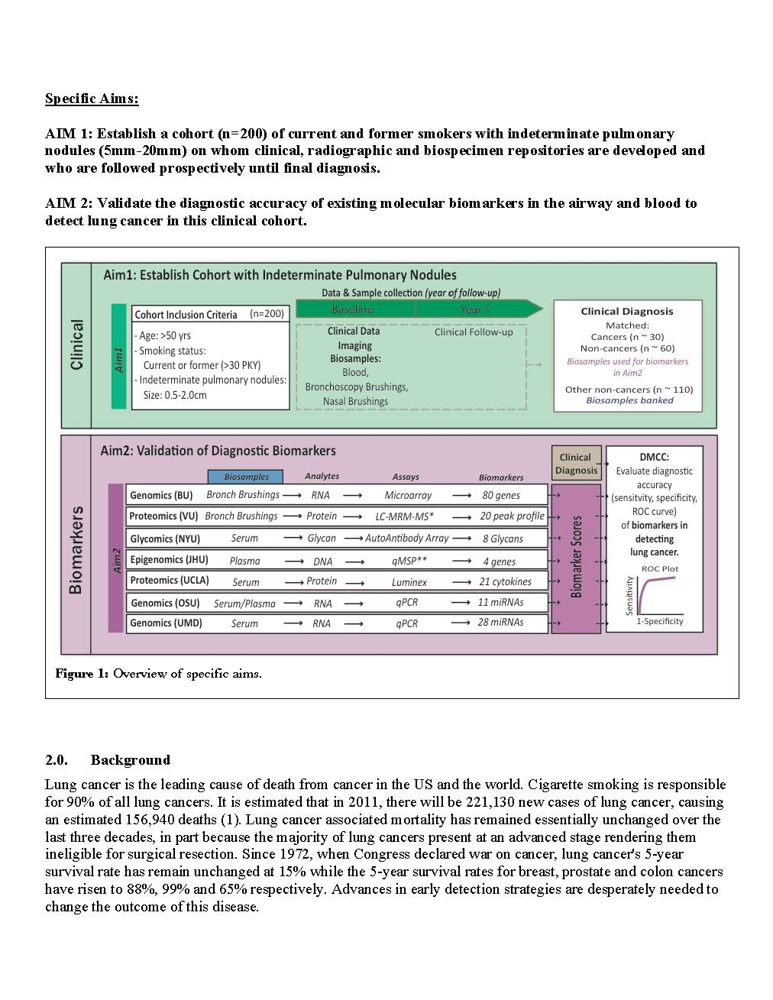 Specific Aims:
AIM 1: Establish a cohort (n=200) of current and former smokers with indeterminate pulmonary
nodules (5mm-20mm) on whom clinical, radiographic and biospecimen repositories are developed and
who are followed prospectively until final diagnosis.
AIM 2: Validate the diagnostic accuracy of existing molecular biomarkers in the airway and blood to
detect lung cancer in this clinical cohort.
Clinical
Aim1: Establish Cohort with Indeterminate Pulmonary Nodules
Data & Sample collection (year of follow-up)
Aim1
Cohort Inclusion Criteria (n=200)
- Age: >50 yrs
- Smoking status:
Current or former (>30 PKY)
- Indeterminate pulmonary nodules:
Size: 0.5-2.0cm
Baseline
Year
Clinical Data
Imaging
Biosamples:
Blood,
Bronchoscopy Brushings,
Nasal Brushings
Clinical Follow-up
Clinical Diagnosis
Matched:
Cancers (n ~ 30)
Non-cancers (n ~ 60)
Biosamples used for biomarkers
in Aim2
Other non-cancers (n ~ 110)
Biosamples banked
Biomarkers
Aim2: Validation of Diagnostic Biomarkers
Aim2
Biosamples Analytes Assays Biomarkers
Genomics (BU) Bronch Brushings RNA Microarray 80 genes
Proteomics (VU) Bronch Brushings Protein LC-MRM-MS* 20 peak profile
Glycomics (NYU) Serum Glycan AutoAntibody Array 8 Glycans
Epigenomics (JHU) Plasma DNA qMSP** 4 genes
Proteomics (UCLA) Serum Protein Luminex 21 cytokines
Genomics (OSU) Serum/Plasma RNA qPCR 11 miRNAs
Genomics (UMD) Serum RNA qPCR 28 miRNAs
Clinical
Diagnosis
Biomarker Scores
DMCC:
Evaluate diagnostic
accuracy
(sensitvity, specificity,
ROC curve)
of biomarkers in
detecting
lung cancer.
ROC Plot
Sensitivity
1-Specificity
Figure 1: Overview of specific aims.
2.0. Background
Lung cancer is the leading cause of death from cancer in the US and the world. Cigarette smoking is responsible
for 90% of all lung cancers. It is estimated that in 2011, there will be 221,130 new cases of lung cancer, causing
an estimated 156,940 deaths (1). Lung cancer associated mortality has remained essentially unchanged over the
last three decades, in part because the majority of lung cancers present at an advanced stage rendering them
ineligible for surgical resection. Since 1972, when Congress declared war on cancer, lung cancer's 5-year
survival rate has remain unchanged at 15% while the 5-year survival rates for breast, prostate and colon cancers
have risen to 88%, 99% and 65% respectively. Advances in early detection strategies are desperately needed to
change the outcome of this disease.